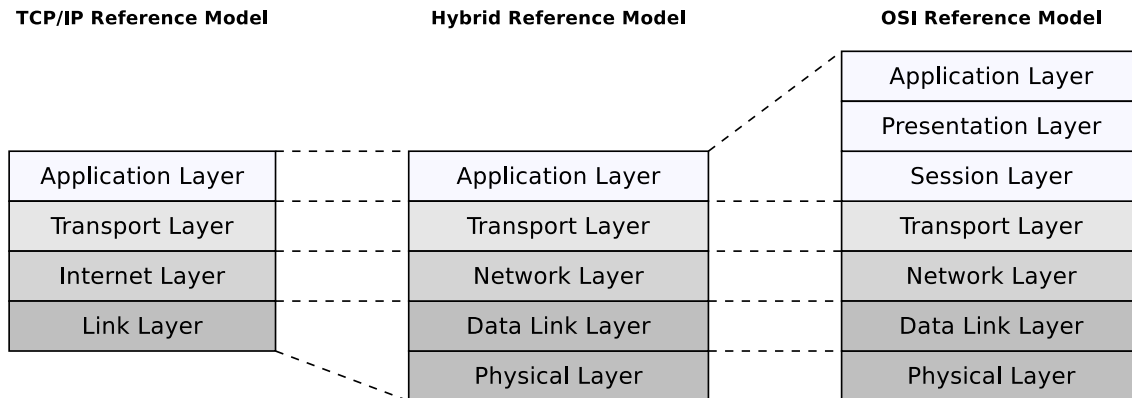 TCP/IP Reference Model
Application Layer
Transport Layer
Internet Layer
Link Layer
Hybrid Reference Model
Application Layer
Transport Layer
Network Layer
Data Link Layer
Physical Layer
OSI Reference Model
Application Layer
Presentation Layer
Session Layer
Transport Layer
Network Layer
Data Link Layer
Physical Layer